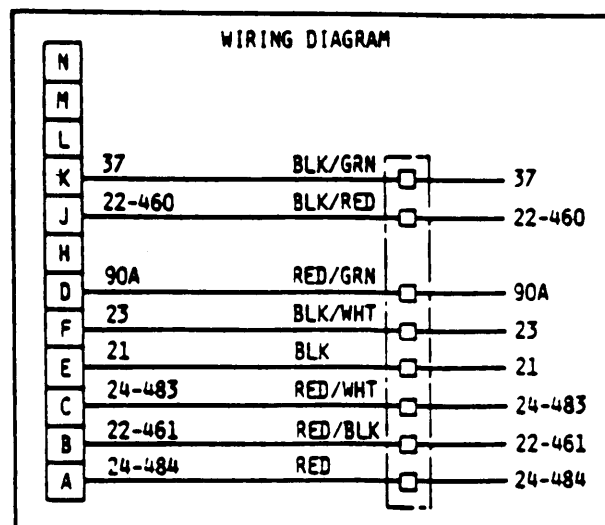 WIRING DIAGRAM
N
M
L
K 37 BLK/GRN 37
J 22-460 BLK/RED 22-460
H
D 90A RED/GRN 90A
F 23 BLK/WHT 23
E 21 BLK 21
C 24-483 RED/WHT 24-483
B 22-461 RED/BLK 22-461
A 24-484 RED 24-484